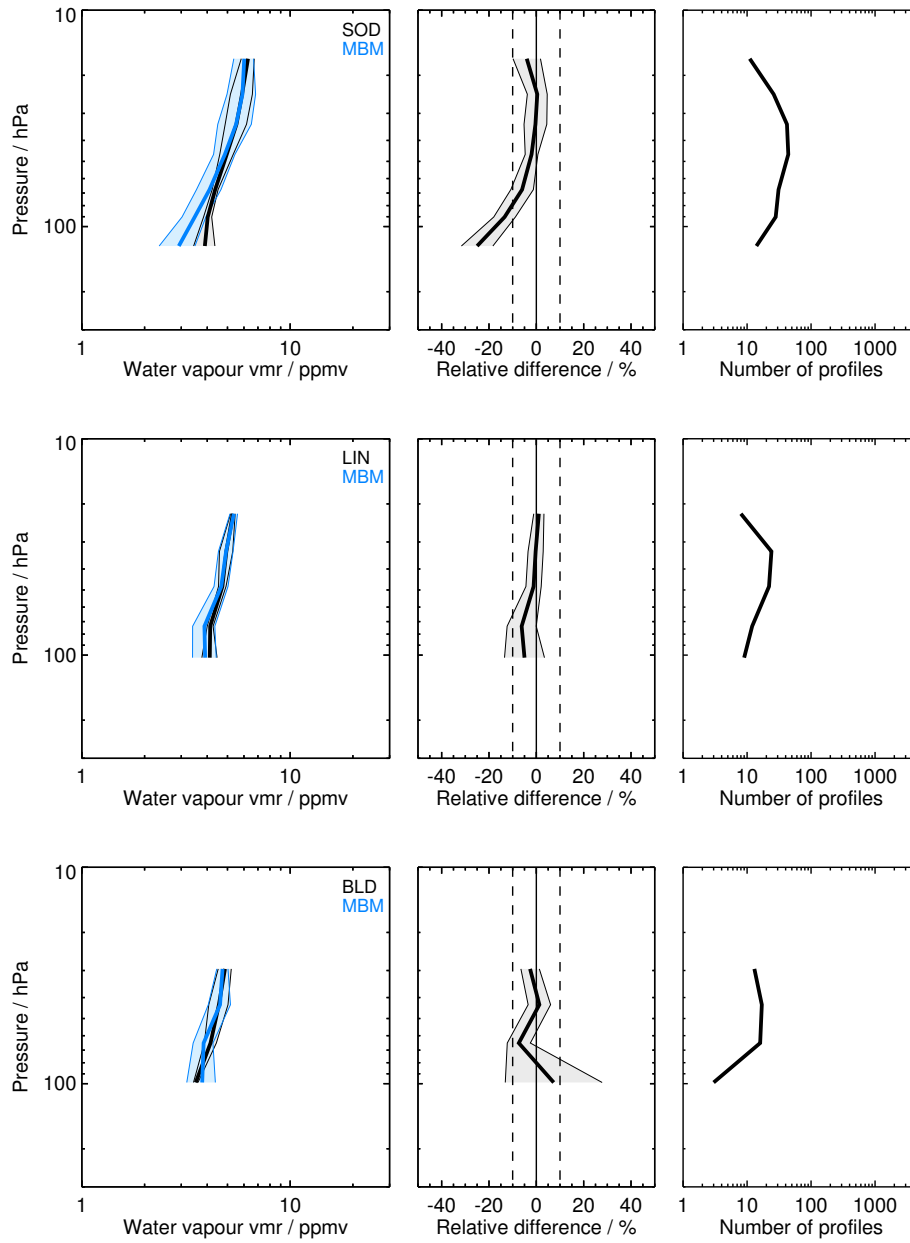 10
SOD
MBM
Pressure / hPa
100
1 10
-40 -20 0 20 40
1 10 100 1000
Water vapour vmr / ppmv
Relative difference / %
Number of profiles
10
LIN
MBM
Pressure / hPa
100
1 10
-40 -20 0 20 40
1 10 100 1000
Water vapour vmr / ppmv
Relative difference / %
Number of profiles
10
BLD
MBM
Pressure / hPa
100
1 10
-40 -20 0 20 40
1 10 100 1000
Water vapour vmr / ppmv
Relative difference / %
Number of profiles